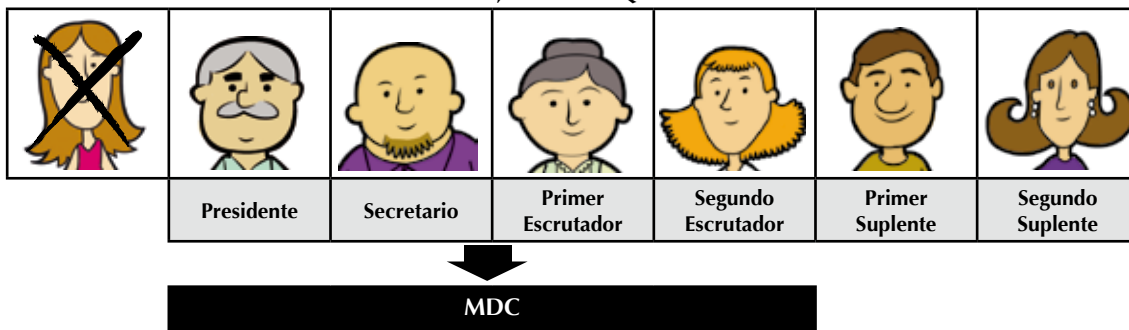 Presidente
Secretario
Primer
Escrutador
Segundo
Escrutador
Primer
Suplente
Segundo
Suplente
MDC